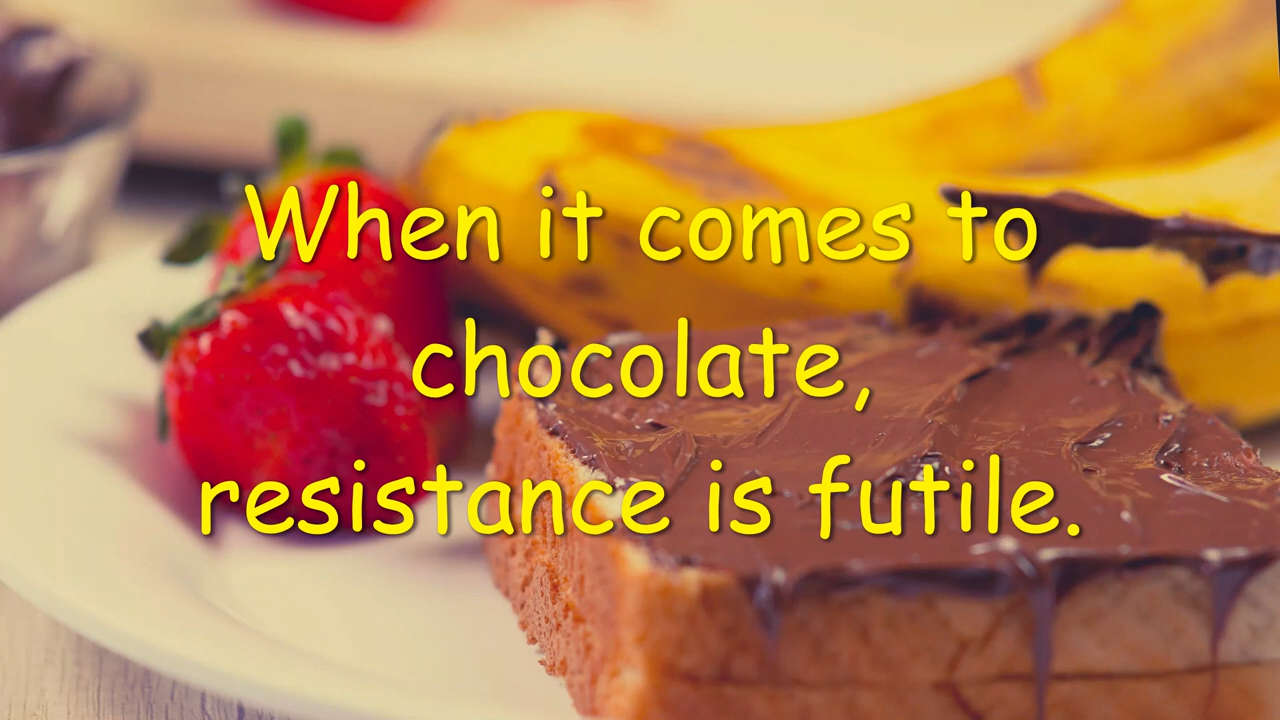 When it comes to
chocolate,
resistance is futile.